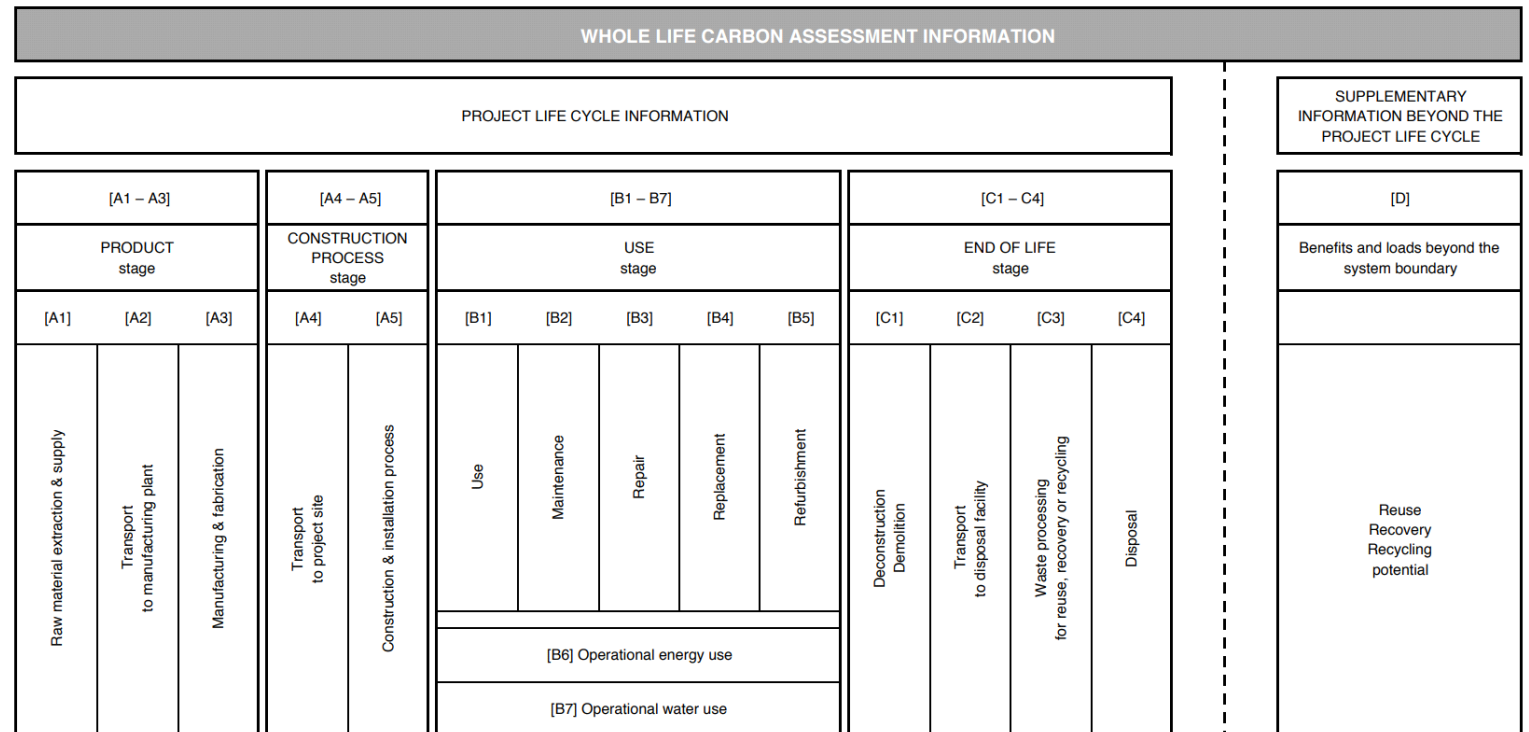 WHOLE LIFE CARBON ASSESSMENT INFORMATION
PROJECT LIFE CYCLE INFORMATION
SUPPLEMENTARY
INFORMATION BEYOND THE
PROJECT LIFE CYCLE
[A1 – A3]
[A4 – A5]
[B1 – B7]
[C1 – C4]
[D]
PRODUCT
stage
CONSTRUCTION
PROCESS
stage
USE
stage
END OF LIFE
stage
Benefits and loads beyond the
system boundary
[A1]
[A2]
[A3]
[A4]
[A5]
[B1]
[B2]
[B3]
[B4]
[B5]
[C1]
[C2]
[C3]
[C4]
Raw material extraction & supply
Transport
to manufacturing plant
Manufacturing & fabrication
Transport
to project site
Construction & installation process
Use
Maintenance
Repair
Replacement
Refurbishment
[B6] Operational energy use
[B7] Operational water use
Deconstruction
Demolition
Transport
to disposal facility
Waste processing
for reuse, recovery or recycling
Disposal
Reuse
Recovery
Recycling
potential